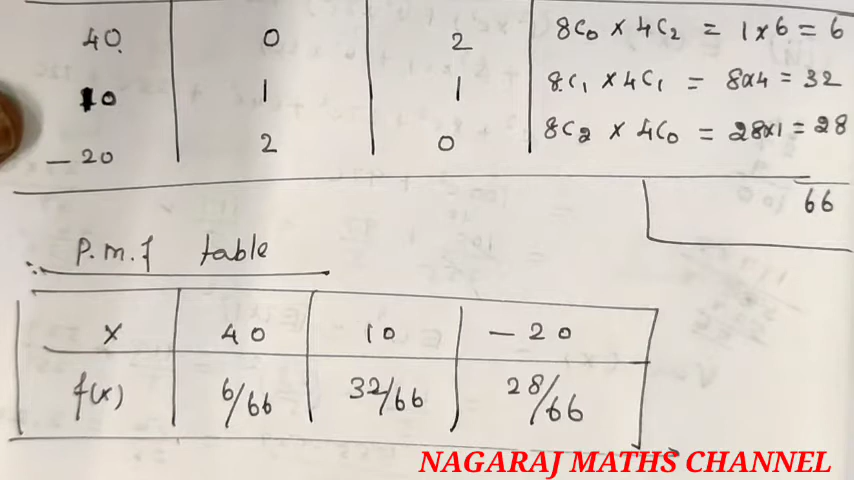 40 0 2 8C₀ × 4C₂ = 1×6 = 6
10 1 1 8C₁ × 4C₁ = 8×4 = 32
-20 2 0 8C₂ × 4C₀ = 28×1 = 28
66
P.m.f table
X 40 10 -20
f(x) 6/66 32/66 28/66
NAGARAJ MATHS CHANNEL